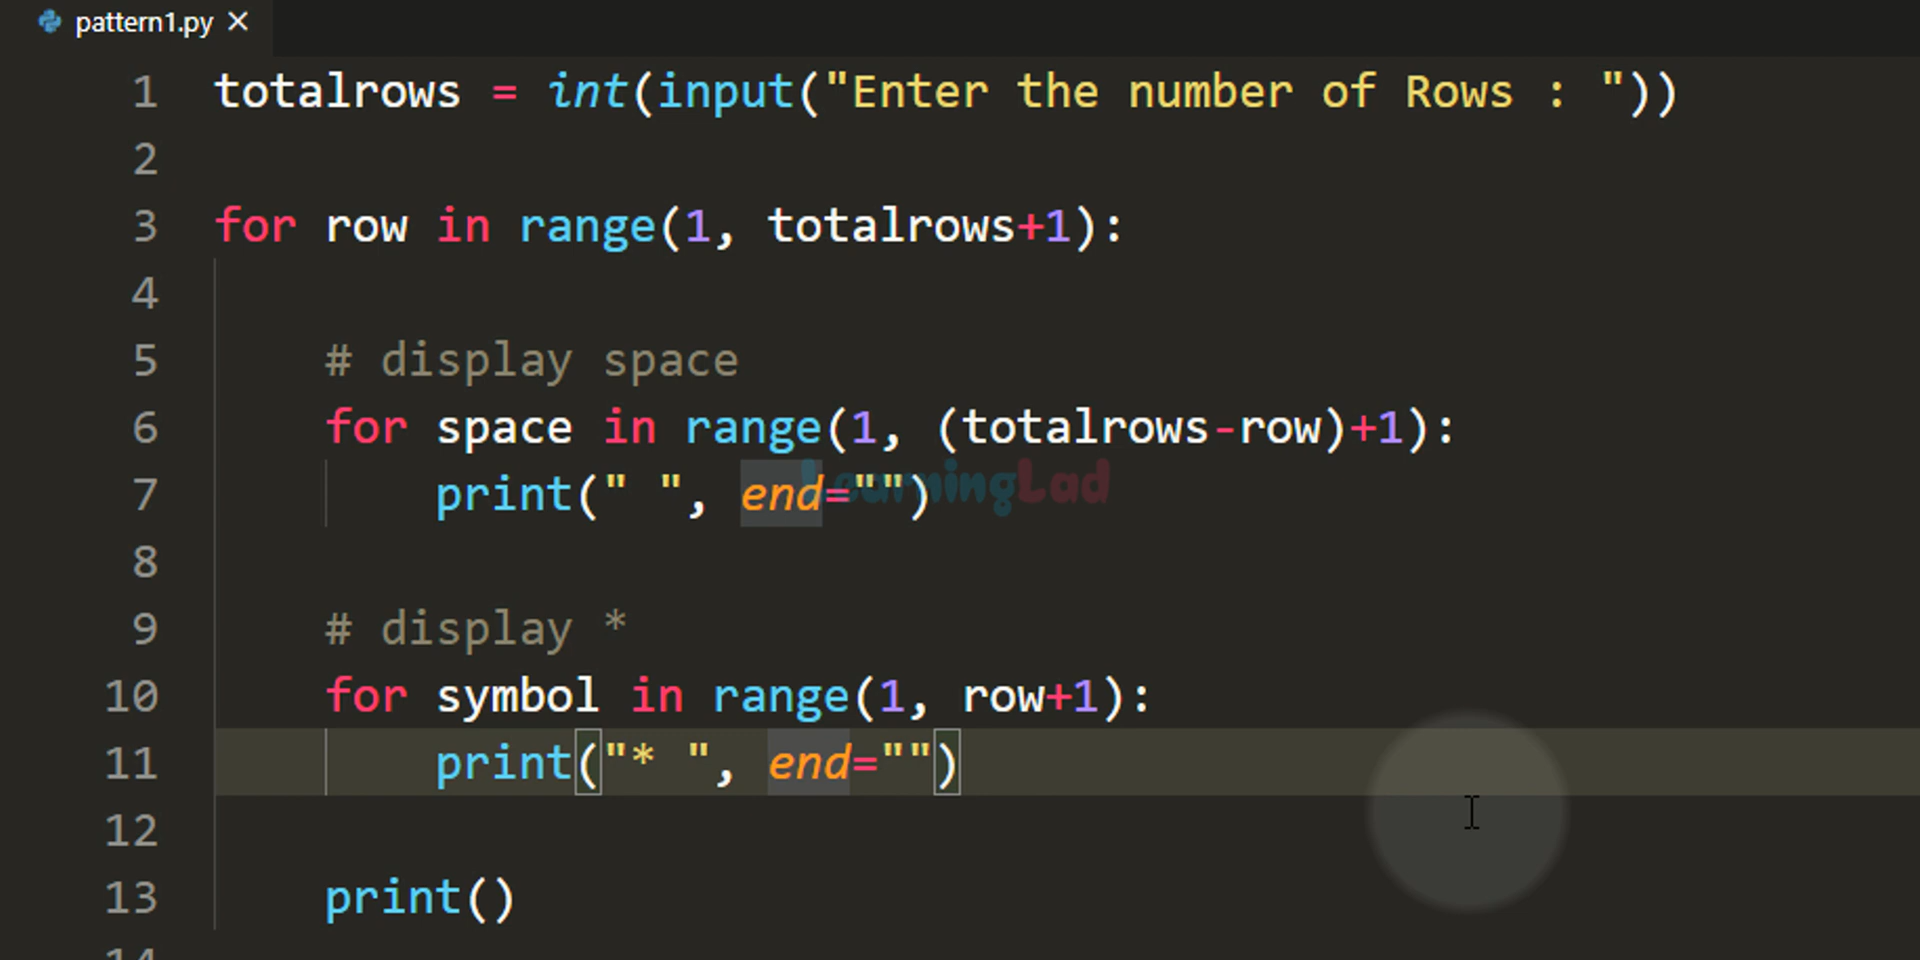 pattern1.py ×
1 totalrows = int(input("Enter the number of Rows : "))
2
3 for row in range(1, totalrows+1):
4
5     # display space
6     for space in range(1, (totalrows-row)+1):
7         print(" ", end="")
LearningLad
8
9     # display *
10     for symbol in range(1, row+1):
11         print("* ", end="")
12
13     print()
14